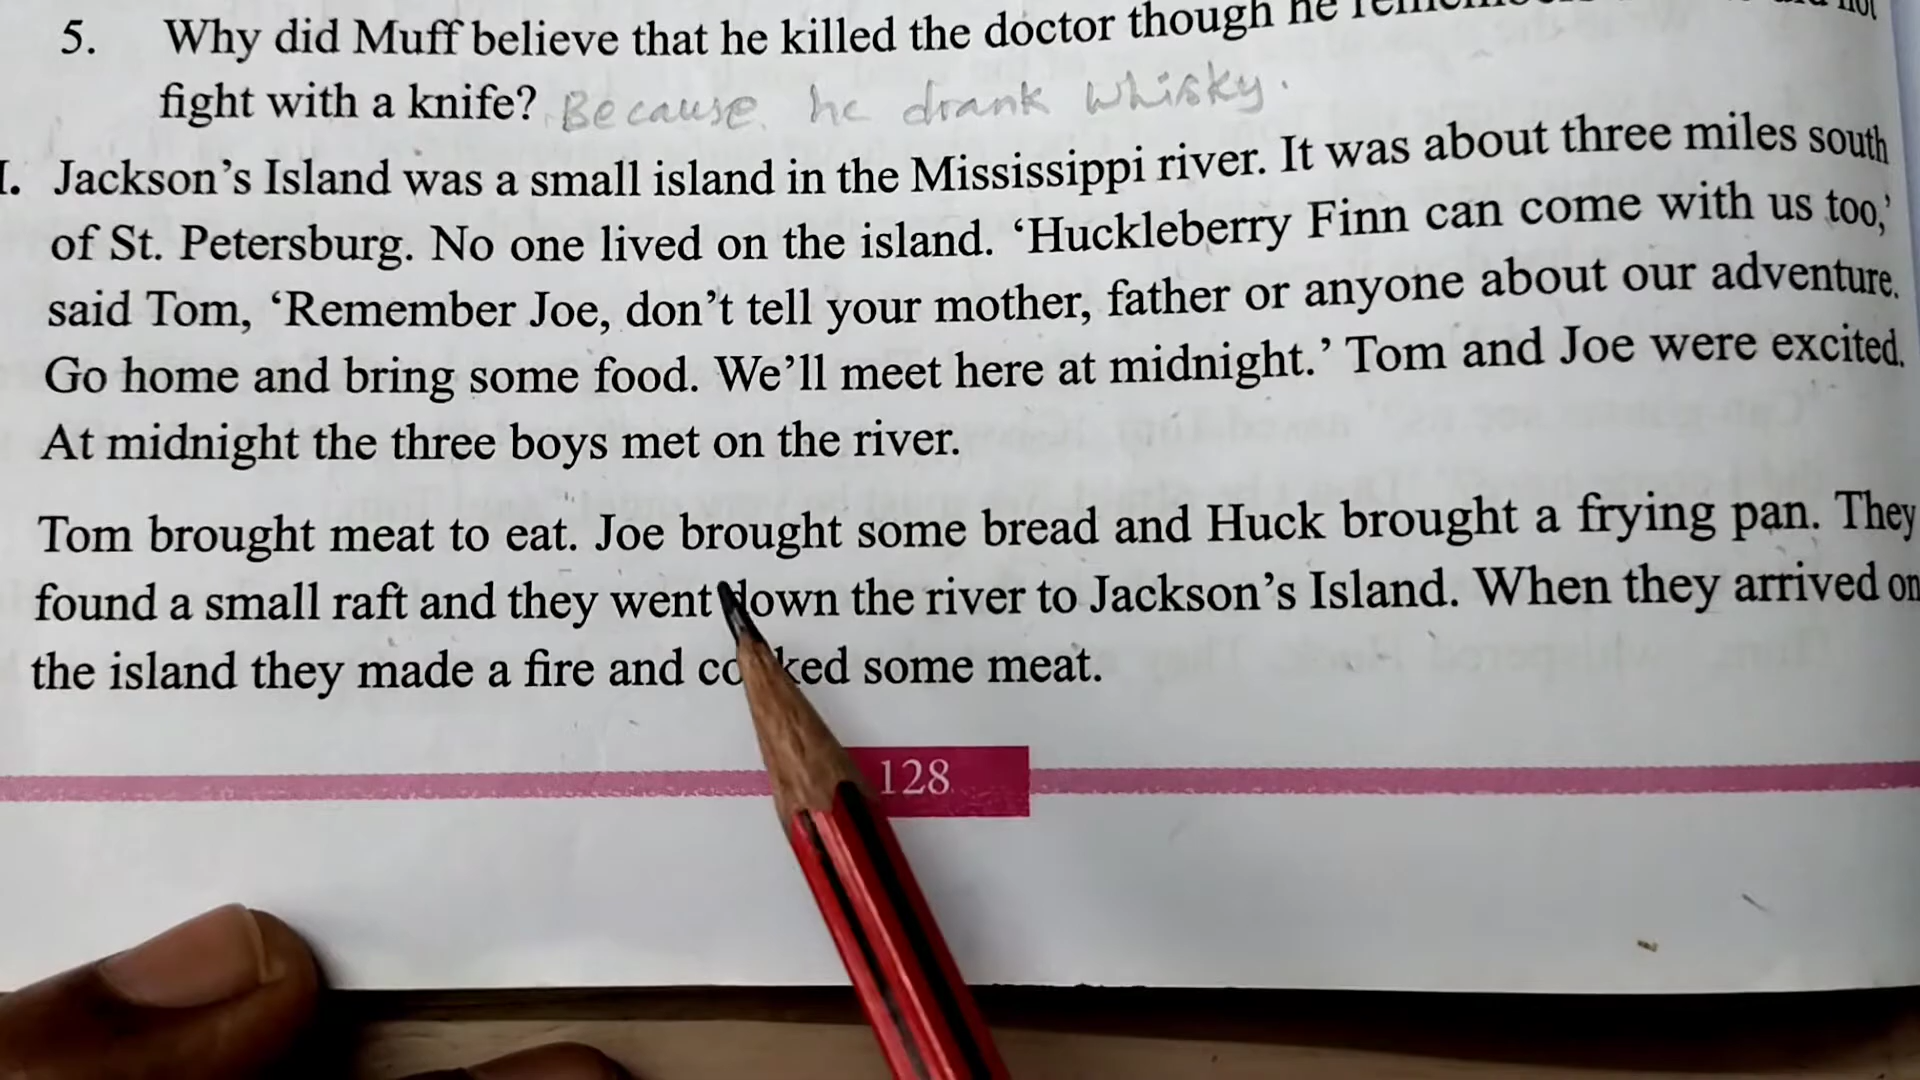 5. Why did Muff believe that he killed the doctor though he
fight with a knife? Because he drank whisky.
I. Jackson's Island was a small island in the Mississippi river. It was about three miles south
of St. Petersburg. No one lived on the island. ‘Huckleberry Finn can come with us too,’
said Tom, ‘Remember Joe, don’t tell your mother, father or anyone about our adventure.
Go home and bring some food. We’ll meet here at midnight.’ Tom and Joe were excited.
At midnight the three boys met on the river.
Tom brought meat to eat. Joe brought some bread and Huck brought a frying pan. They
found a small raft and they went down the river to Jackson’s Island. When they arrived on
the island they made a fire and cooked some meat.
128